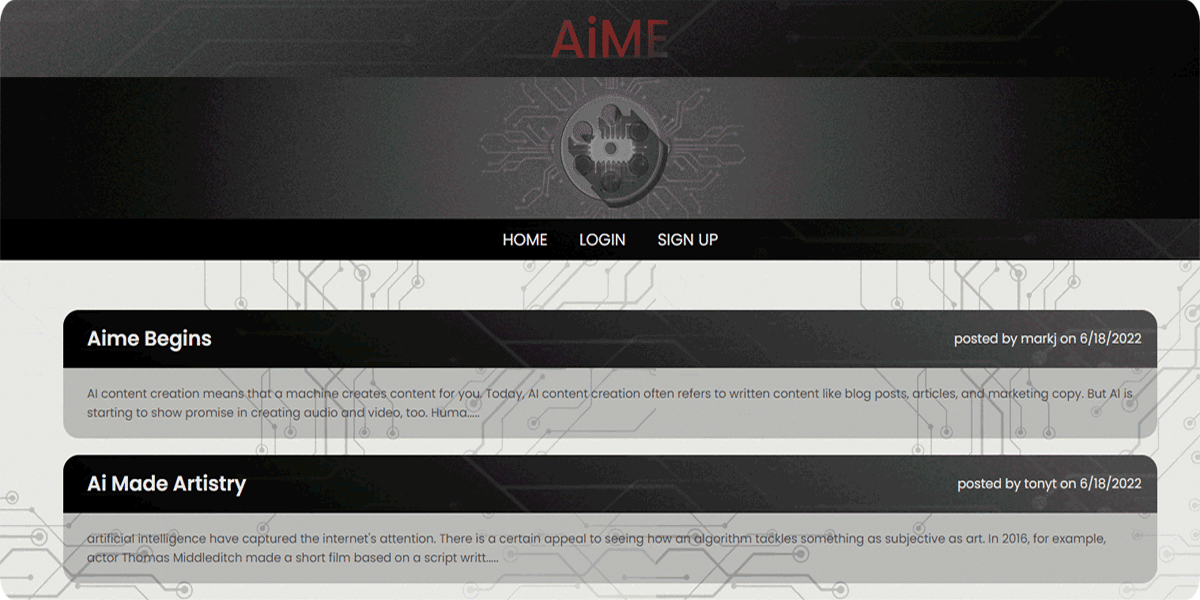 AiME
HOME LOGIN SIGN UP
Aime Begins
posted by markj on 6/18/2022
AI content creation means that a machine creates content for you. Today, AI content creation often refers to written content like blog posts, articles, and marketing copy. But AI is
starting to show promise in creating audio and video, too. Huma.....
Ai Made Artistry
posted by tonyt on 6/18/2022
artificial intelligence have captured the internet's attention. There is a certain appeal to seeing how an algorithm tackles something as subjective as art. In 2016, for example,
actor Thomas Middleditch made a short film based on a script writt.....